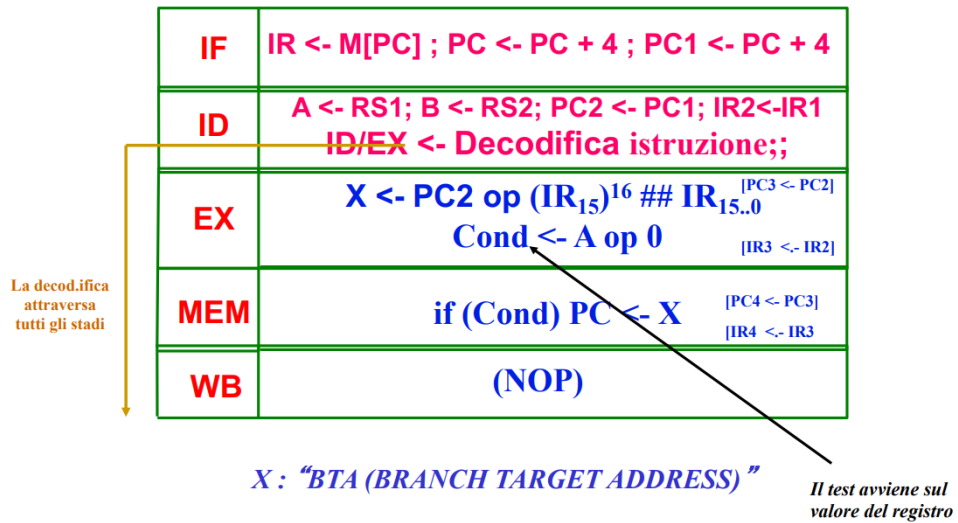 IF
IR <- M[PC] ; PC <- PC + 4 ; PC1 <- PC + 4
ID
A <- RS1; B <- RS2; PC2 <- PC1; IR2<-IR1
ID/EX <- Decodifica istruzione;;
EX
X <- PC2 op (IR₁₅)¹⁶ ## IR₁₅..₀
[PC3 <- PC2]
Cond <- A op 0
[IR3 <.- IR2]
La decod.ifica
attraversa
tutti gli stadi
MEM
if (Cond) PC <- X
[PC4 <- PC3]
[IR4 <.- IR3
WB
(NOP)
X : “BTA (BRANCH TARGET ADDRESS)”
Il test avviene sul
valore del registro